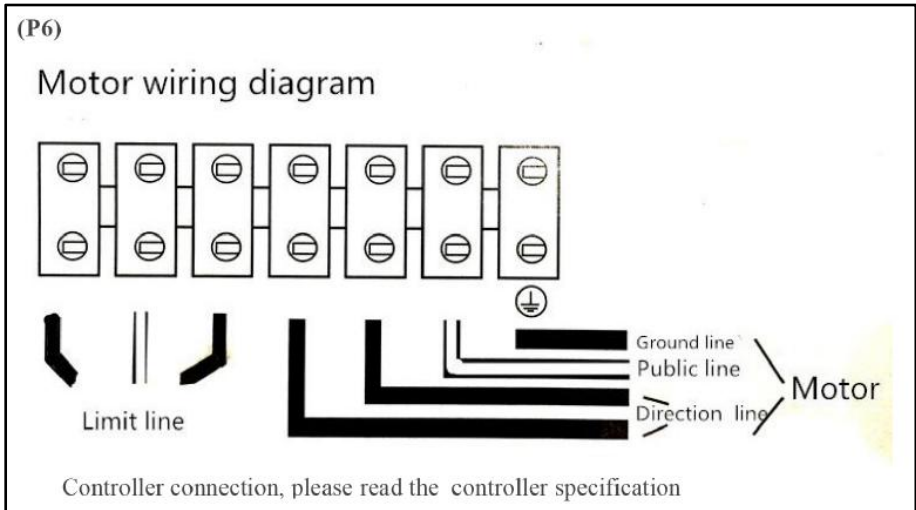 (P6)
Motor wiring diagram
Ground line
Public line
Direction line
Motor
Limit line
Controller connection, please read the controller specification